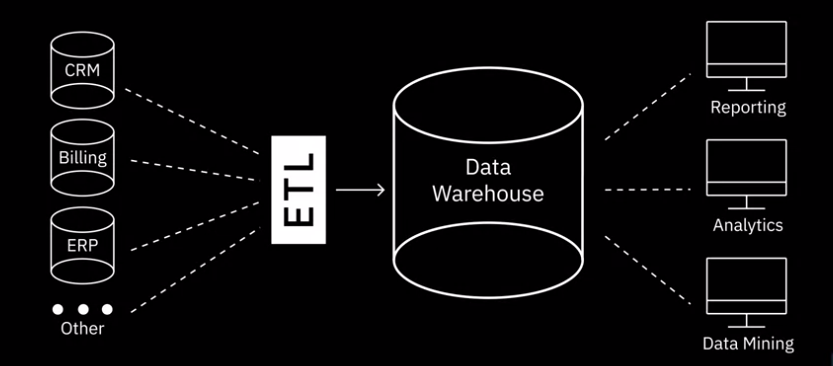 CRM
Billing
ERP
Other
ETL
Data
Warehouse
Reporting
Analytics
Data Mining